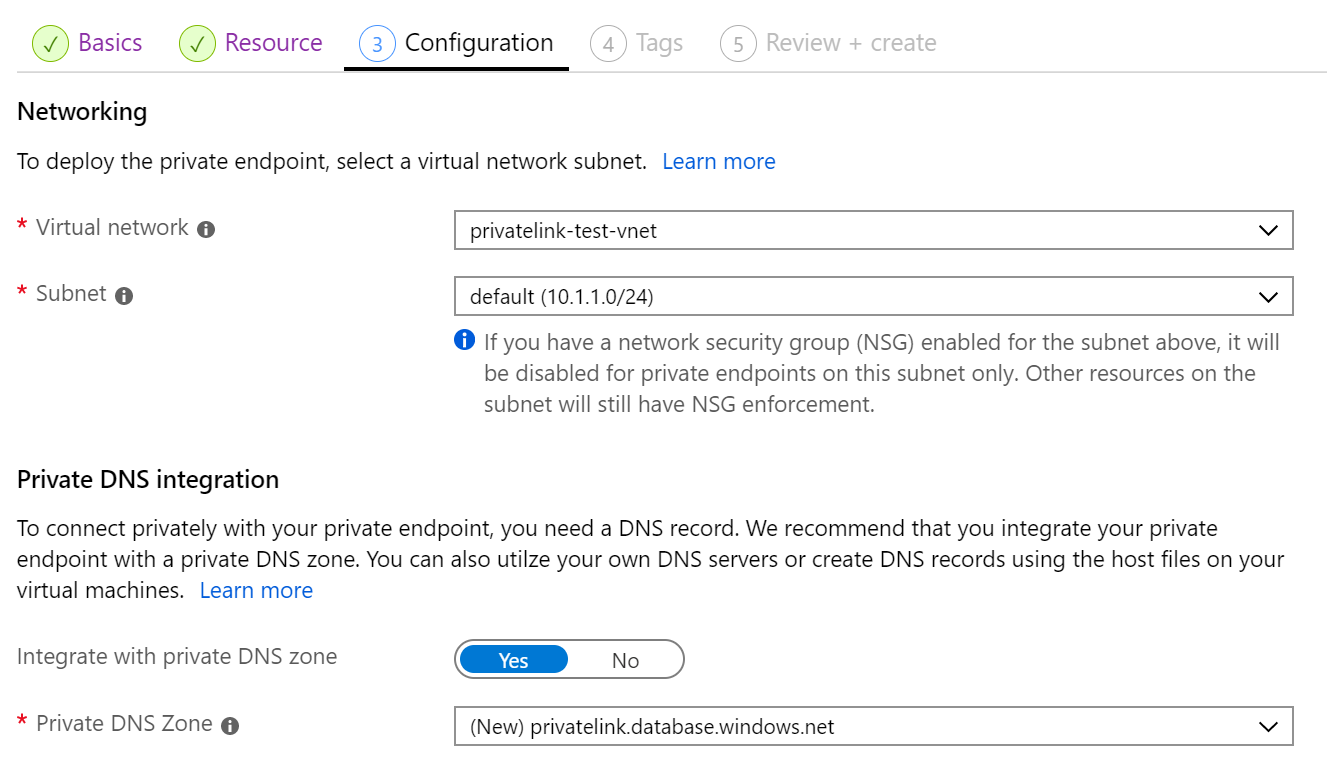 ✓ Basics ✓ Resource 3 Configuration 4 Tags 5 Review + create
Networking
To deploy the private endpoint, select a virtual network subnet. Learn more
* Virtual network i privatelink-test-vnet
* Subnet i default (10.1.1.0/24)
i If you have a network security group (NSG) enabled for the subnet above, it will
be disabled for private endpoints on this subnet only. Other resources on the
subnet will still have NSG enforcement.
Private DNS integration
To connect privately with your private endpoint, you need a DNS record. We recommend that you integrate your private
endpoint with a private DNS zone. You can also utilze your own DNS servers or create DNS records using the host files on your
virtual machines. Learn more
Integrate with private DNS zone Yes No
* Private DNS Zone i (New) privatelink.database.windows.net